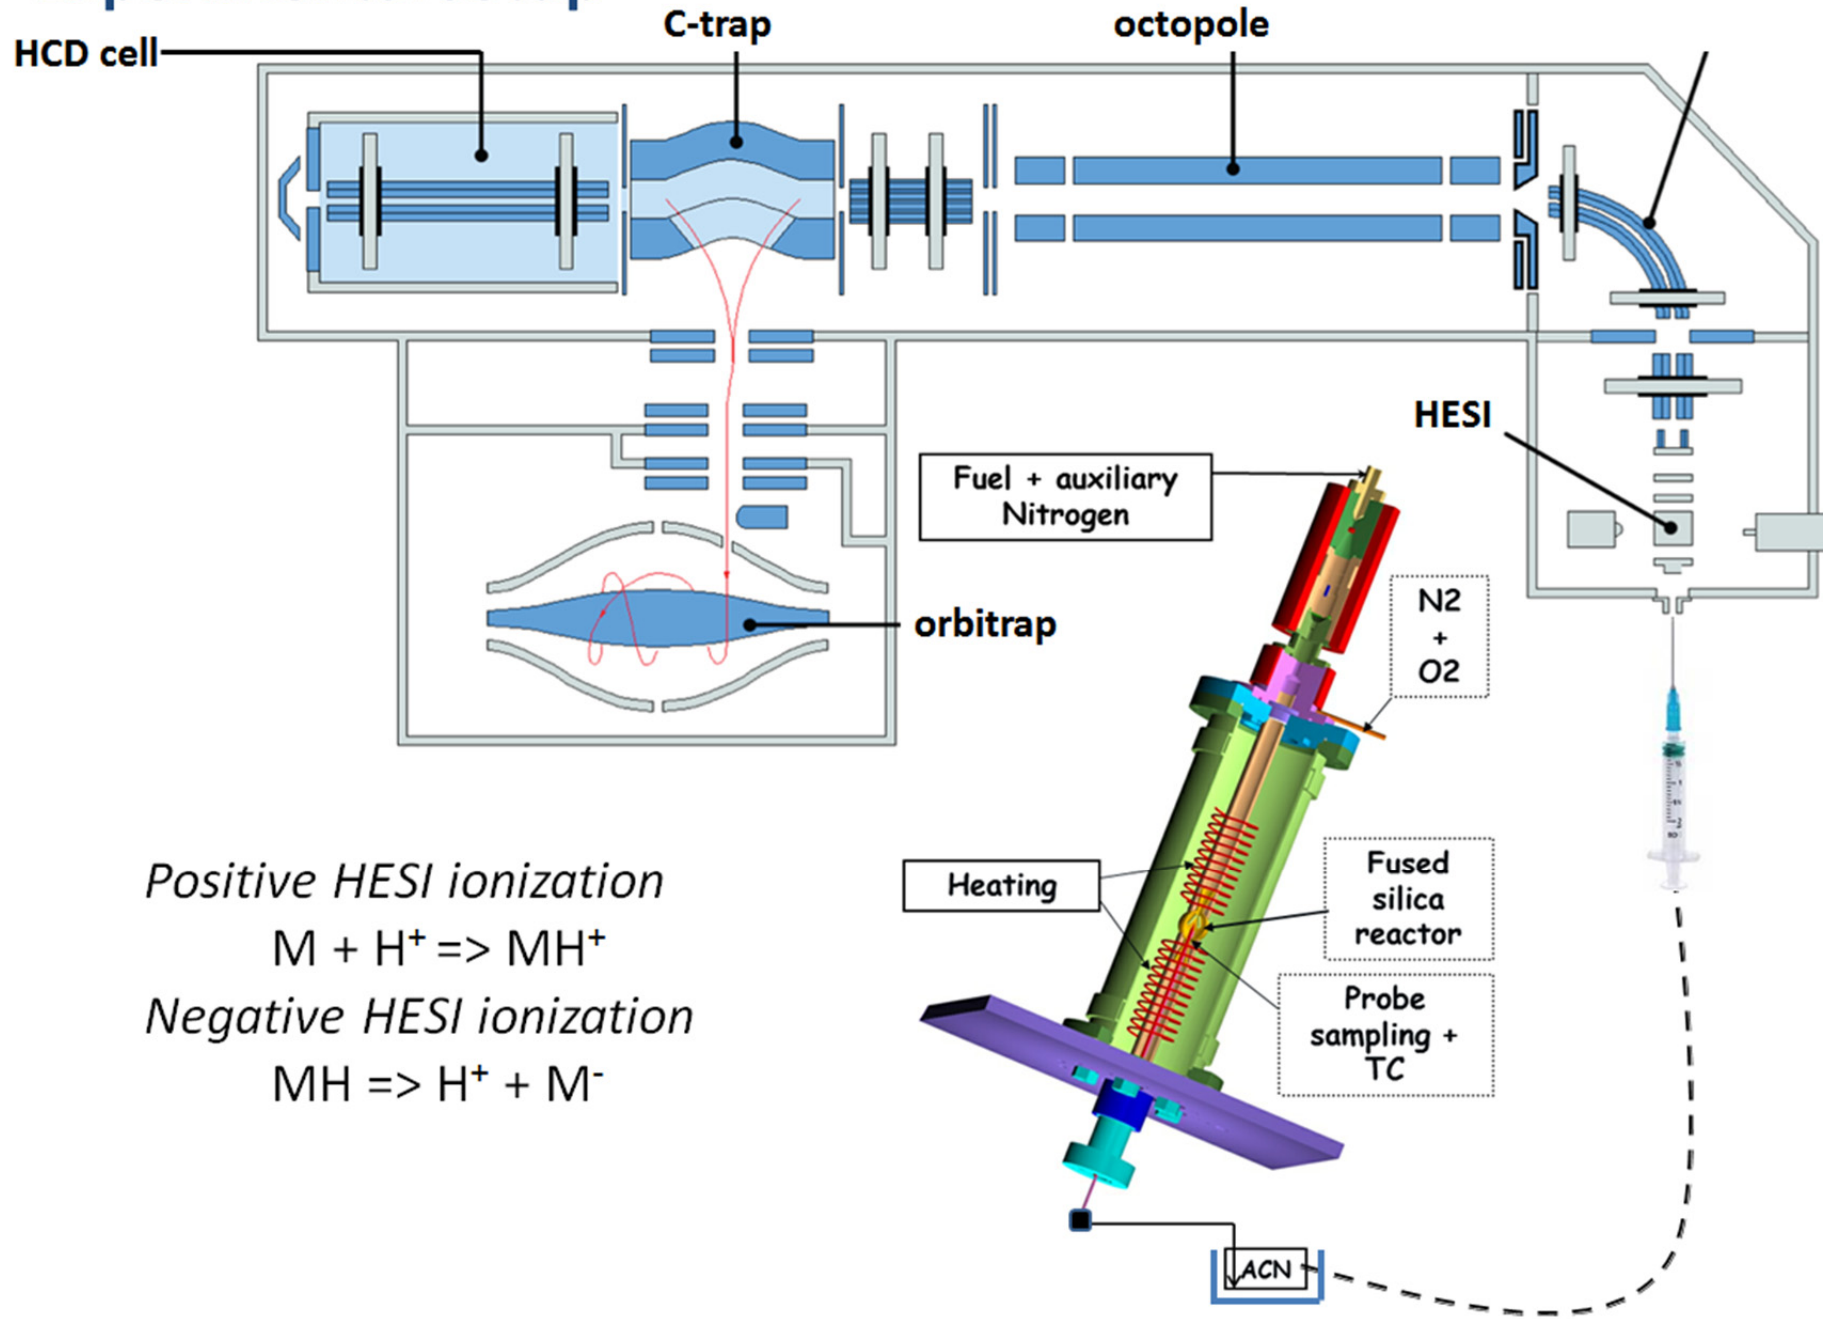 HCD cell
C-trap
octopole
HESI
Fuel + auxiliary
Nitrogen
orbitrap
N2
+
O2
Heating
Fused
silica
reactor
Probe
sampling +
TC
ACN
Positive HESI ionization
M + H⁺ => MH⁺
Negative HESI ionization
MH => H⁺ + M⁻